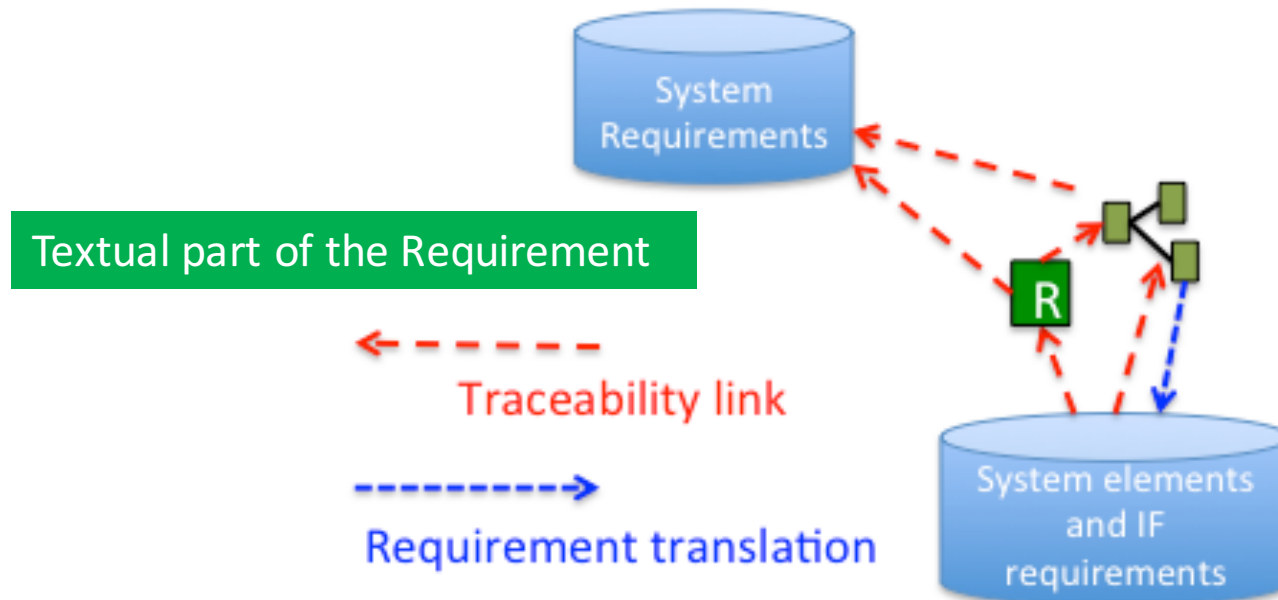 System
Requirements
Textual part of the Requirement
R
Traceability link
Requirement translation
System elements
and IF
requirements